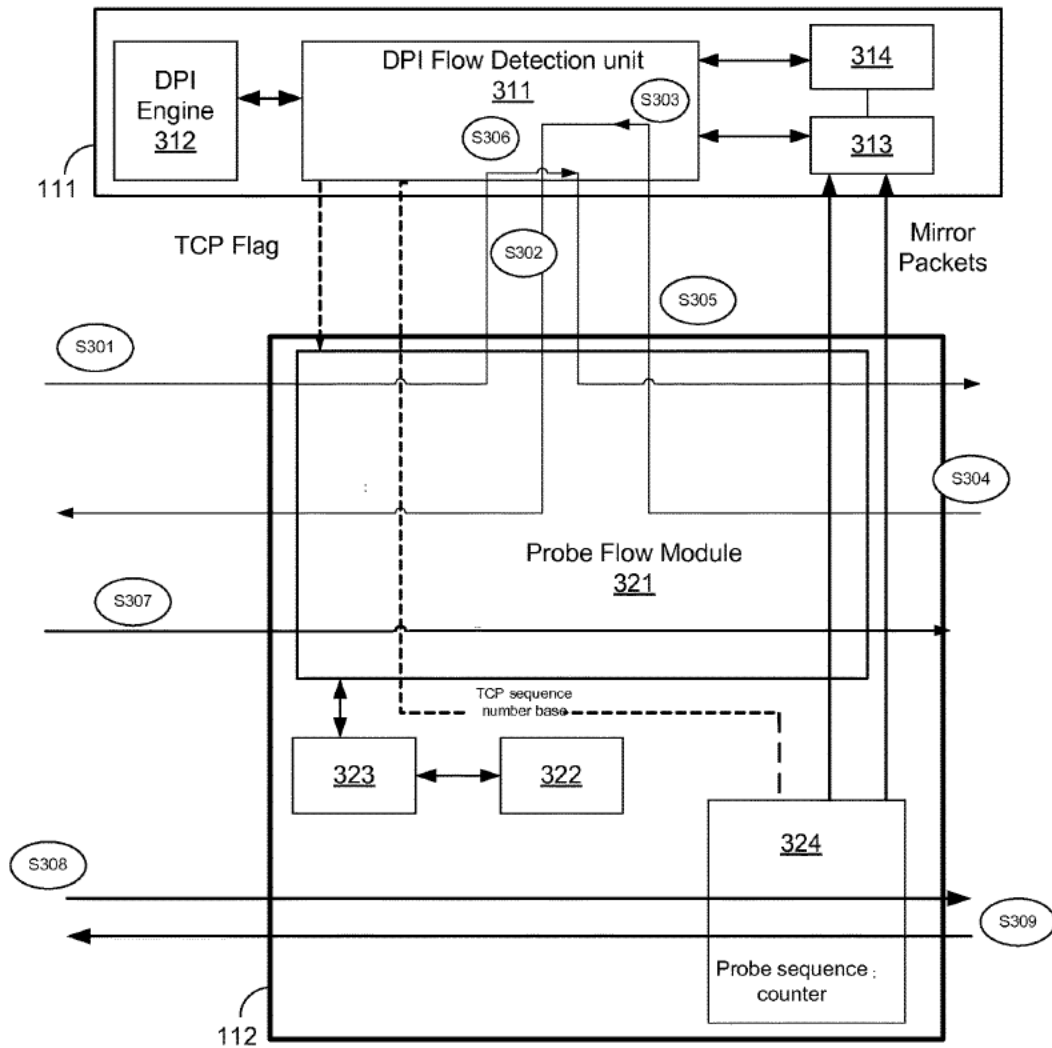 DPI
Engine
312
DPI Flow Detection unit
311
S303
S306
314
313
111
TCP Flag
S302
Mirror
Packets
S305
S301
S304
Probe Flow Module
321
S307
TCP sequence
number base
323
322
324
S308
S309
Probe sequence
counter
112